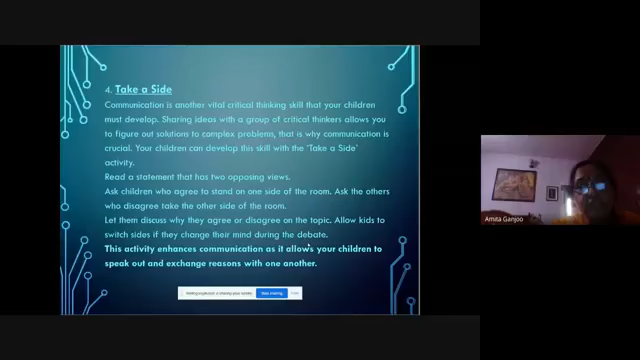 4. Take a Side
Communication is another vital critical thinking skill that your children
must develop. Sharing ideas with a group of critical thinkers allows you
to figure out solutions to complex problems, that is why communication is
crucial. Your children can develop this skill with the 'Take a Side'
activity.
Read a statement that has two opposing views.
Ask children who agree to stand on one side of the room. Ask the others
who disagree take the other side of the room.
Let them discuss why they agree or disagree on the topic. Allow kids to
switch sides if they change their mind during the debate.
This activity enhances communication as it allows your children to
speak out and exchange reasons with one another.
Stop sharing
Amita Ganjoo